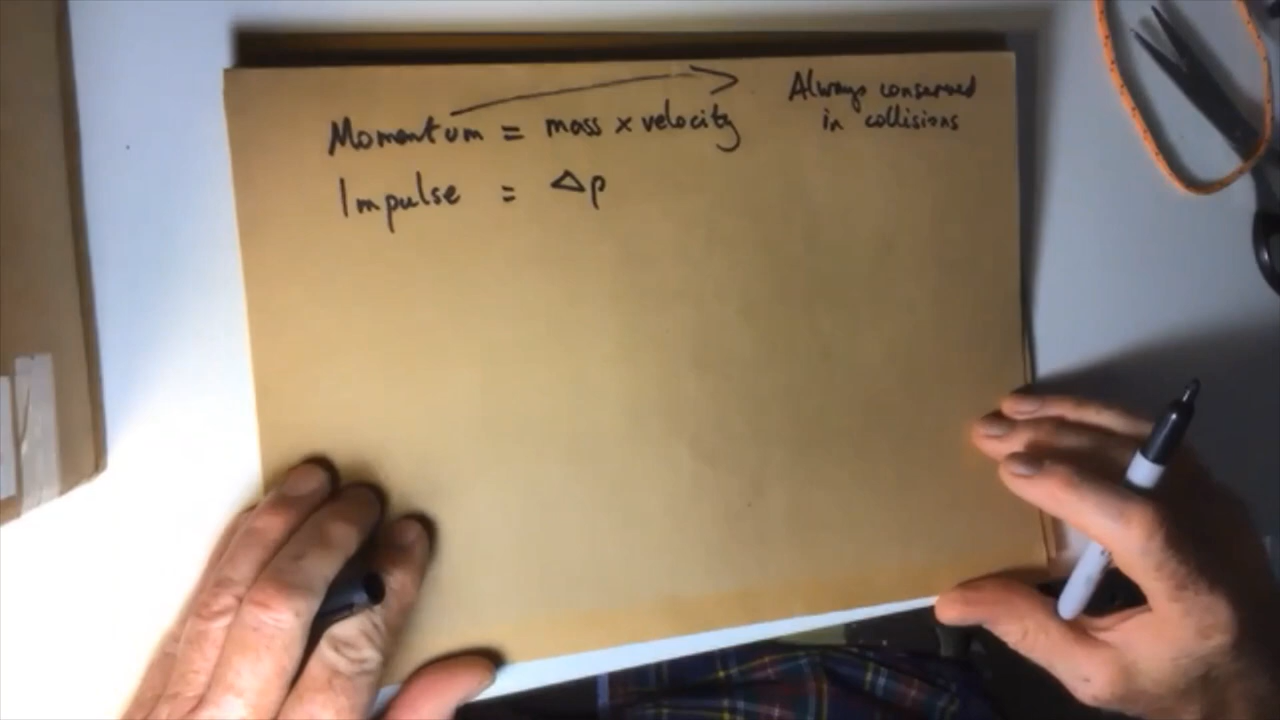 Momentum = mass x velocity
Always conserved
in collisions
Impulse = Δp